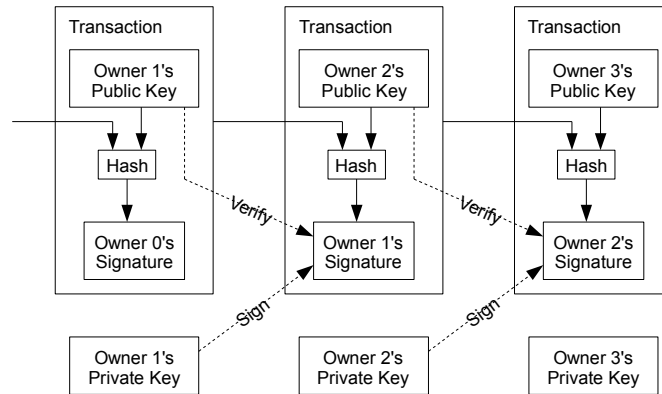 Transaction
Owner 1's
Public Key
Hash
Owner 0's
Signature
Transaction
Owner 2's
Public Key
Hash
Verify
Owner 1's
Signature
Transaction
Owner 3's
Public Key
Hash
Verify
Owner 2's
Signature
Owner 1's
Private Key
Sign
Owner 2's
Private Key
Sign
Owner 3's
Private Key